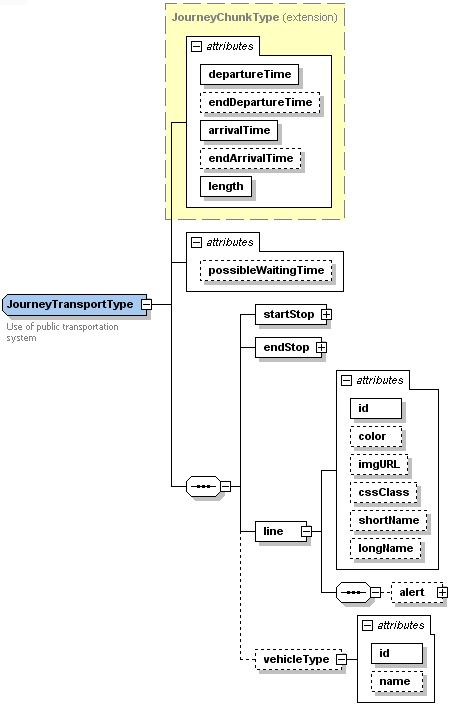 JourneyChunkType (extension)
attributes
departureTime
endDepartureTime
arrivalTime
endArrivalTime
length
attributes
possibleWaitingTime
JourneyTransportType
Use of public transportation
system
startStop
endStop
attributes
id
color
imgURL
cssClass
shortName
longName
line
alert
attributes
vehicleType
id
name